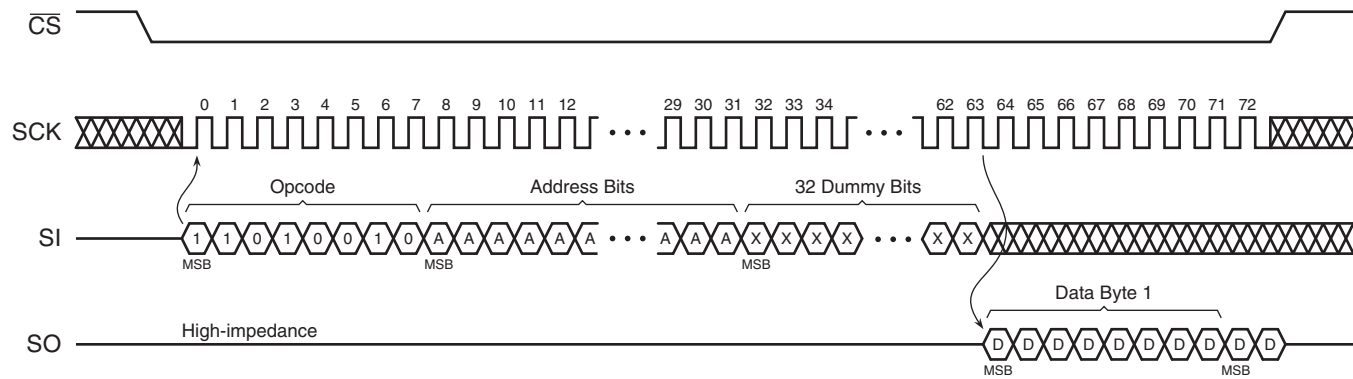 CS
0 1 2 3 4 5 6 7 8 9 10 11 12 29 30 31 32 33 34 62 63 64 65 66 67 68 69 70 71 72
SCK • • • • • •
Opcode Address Bits 32 Dummy Bits
SI 1 1 0 1 0 0 1 0 A A A A A A • • • A A A X X X X • • • X X
MSB MSB MSB
Data Byte 1
High-impedance
SO D D D D D D D D D D
MSB MSB